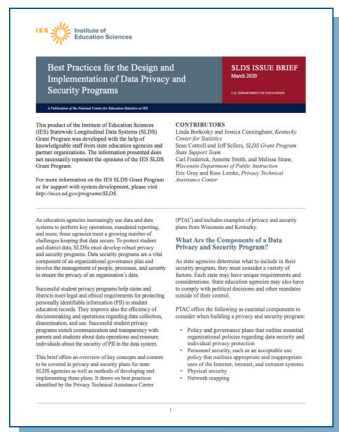 IES Institute of
Education Sciences
Best Practices for the Design and
Implementation of Data Privacy and
Security Programs
SLDS ISSUE BRIEF
March 2020
U.S. DEPARTMENT OF EDUCATION
A Publication of the National Center for Education Statistics at IES
This product of the Institute of Education Sciences
(IES) Statewide Longitudinal Data Systems (SLDS)
Grant Program was developed with the help of
knowledgeable staff from state education agencies and
partner organizations. The information presented does
not necessarily represent the opinions of the IES SLDS
Grant Program.
For more information on the IES SLDS Grant Program
or for support with system development, please visit
http://nces.ed.gov/programs/SLDS.
CONTRIBUTORS
Linda Borkosky and Jessica Cunningham, Kentucky
Center for Statistics
Sean Cottrell and Jeff Sellers, SLDS Grant Program
State Support Team
Carl Frederick, Annette Smith, and Melissa Straw,
Wisconsin Department of Public Instruction
Eric Gray and Ross Lemke, Privacy Technical
Assistance Center
As education agencies increasingly use data and data
systems to perform key operations, mandated reporting,
and more, these agencies meet a growing number of
challenges keeping that data secure. To protect student
and district data, SLDSs must develop robust privacy
and security programs. Data security programs are a vital
component of an organizational governance plan and
involve the management of people, processes, and security
to ensure the privacy of an organization's data.
Successful student privacy programs help states and
districts meet legal and ethical requirements for protecting
personally identifiable information (PII) in student
education records. They also improve the efficiency of
decisionmaking and operations regarding data collection,
dissemination, and use. Successful student privacy
programs enrich communication and transparency with
parents and students about data operations and reassure
individuals about the security of PII in the data system.
This brief offers an overview of key concepts and content
to be covered in privacy and security plans for state
SLDS agencies as well as methods of developing and
implementing these plans. It draws on best practices
identified by the Privacy Technical Assistance Center
(PTAC) and includes examples of privacy and security
plans from Wisconsin and Kentucky.
What Are the Components of a Data
Privacy and Security Program?
As state agencies determine what to include in their
security program, they must consider a variety of
factors. Each state may have unique requirements and
considerations. State education agencies may also have
to comply with political decisions and other mandates
outside of their control.
PTAC offers the following as essential components to
consider when building a privacy and security program:
• Policy and governance plans that outline essential
organizational policies regarding data security and
individual privacy protection
• Personnel security, such as an acceptable use
policy that outlines appropriate and inappropriate
uses of the Internet, intranet, and extranet systems
• Physical security
• Network mapping
1